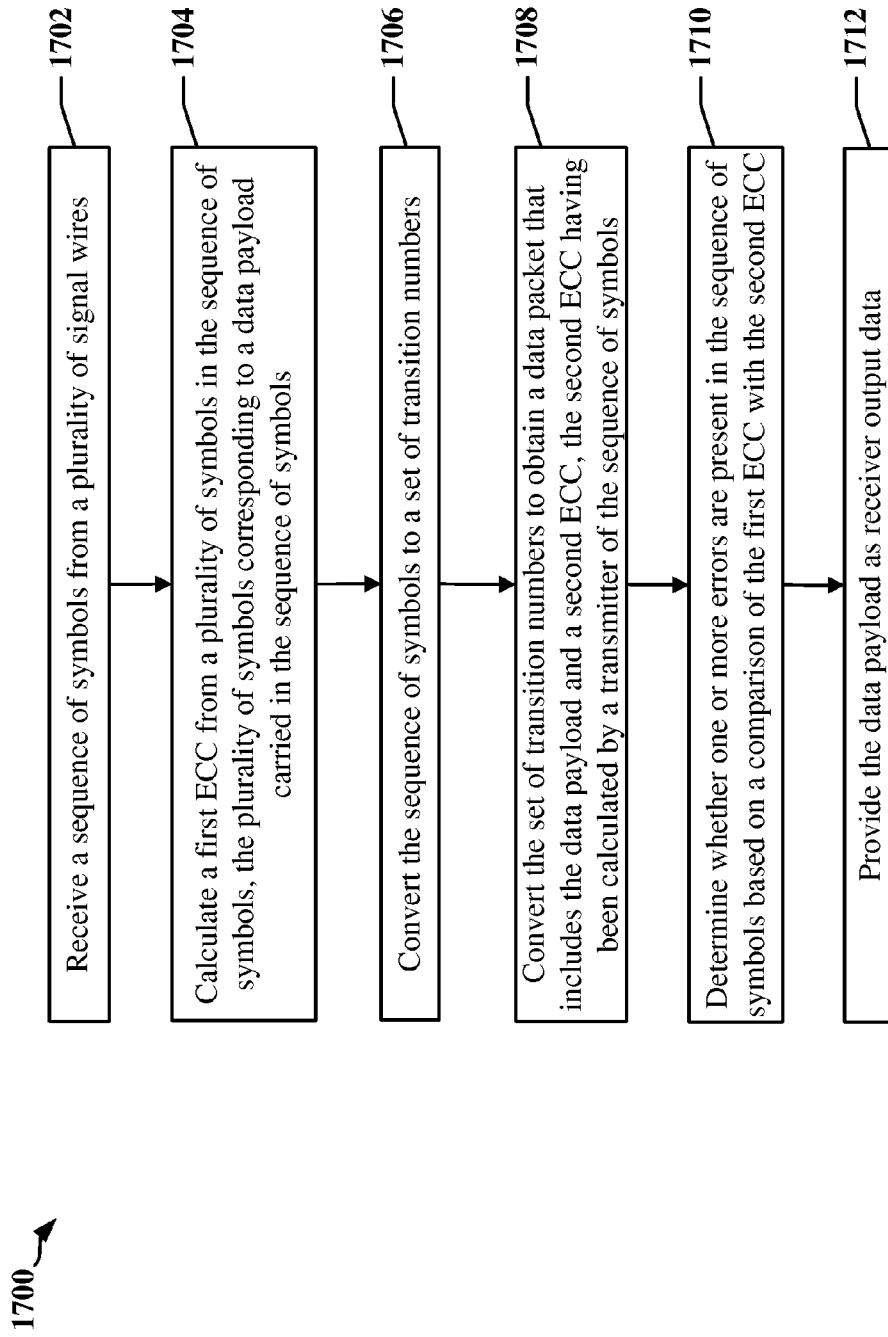 1700
Receive a sequence of symbols from a plurality of signal wires
1702
Calculate a first ECC from a plurality of symbols in the sequence of
symbols, the plurality of symbols corresponding to a data payload
carried in the sequence of symbols
1704
Convert the sequence of symbols to a set of transition numbers
1706
Convert the set of transition numbers to obtain a data packet that
includes the data payload and a second ECC, the second ECC having
been calculated by a transmitter of the sequence of symbols
1708
Determine whether one or more errors are present in the sequence of
symbols based on a comparison of the first ECC with the second ECC
1710
Provide the data payload as receiver output data
1712